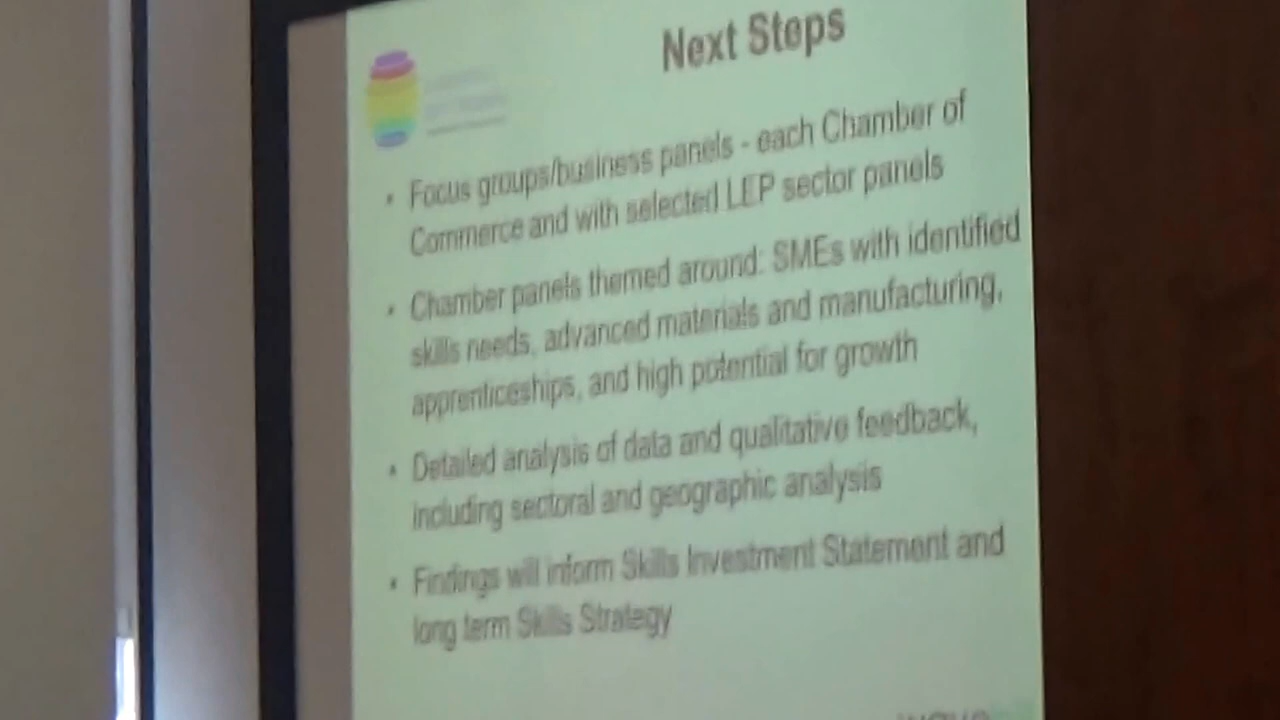 Next Steps
• Focus groups/business panels - each Chamber of
Commerce and with selected LEP sector panels
• Chamber panels themed around: SMEs with identified
skills needs, advanced materials and manufacturing,
apprenticeships, and high potential for growth
• Detailed analysis of data and qualitative feedback,
including sectoral and geographic analysis
• Findings will inform Skills Investment Statement and
long term Skills Strategy